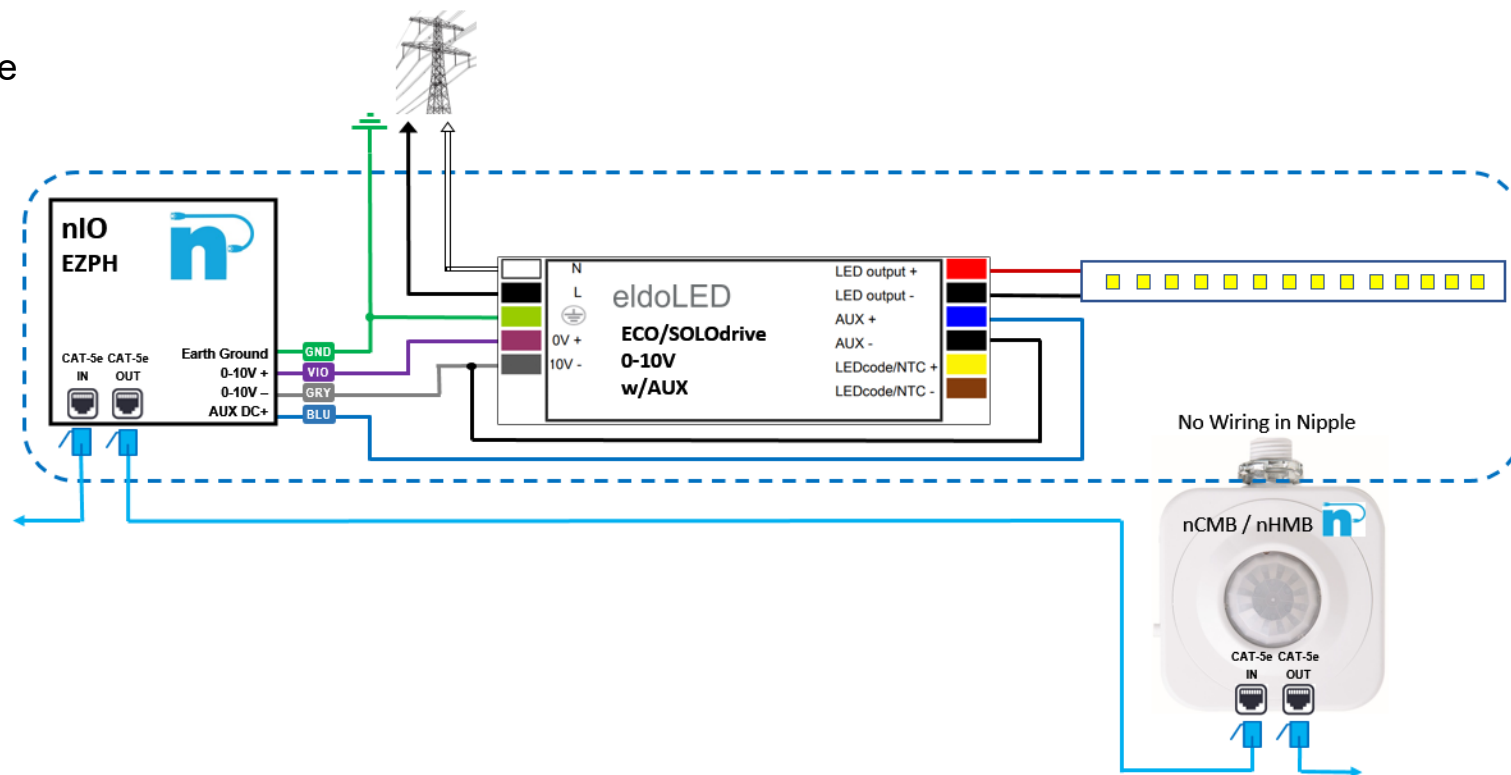 e
nIO
EZPH
n
CAT-5e CAT-5e
IN OUT
Earth Ground
0-10V +
0-10V –
AUX DC+
GND
VIO
GRY
BLU
N
L
0V +
10V -
eldoLED
ECO/SOLOdrive
0-10V
w/AUX
LED output +
LED output -
AUX +
AUX -
LEDcode/NTC +
LEDcode/NTC -
No Wiring in Nipple
nCMB / nHMB n
CAT-5e CAT-5e
IN OUT